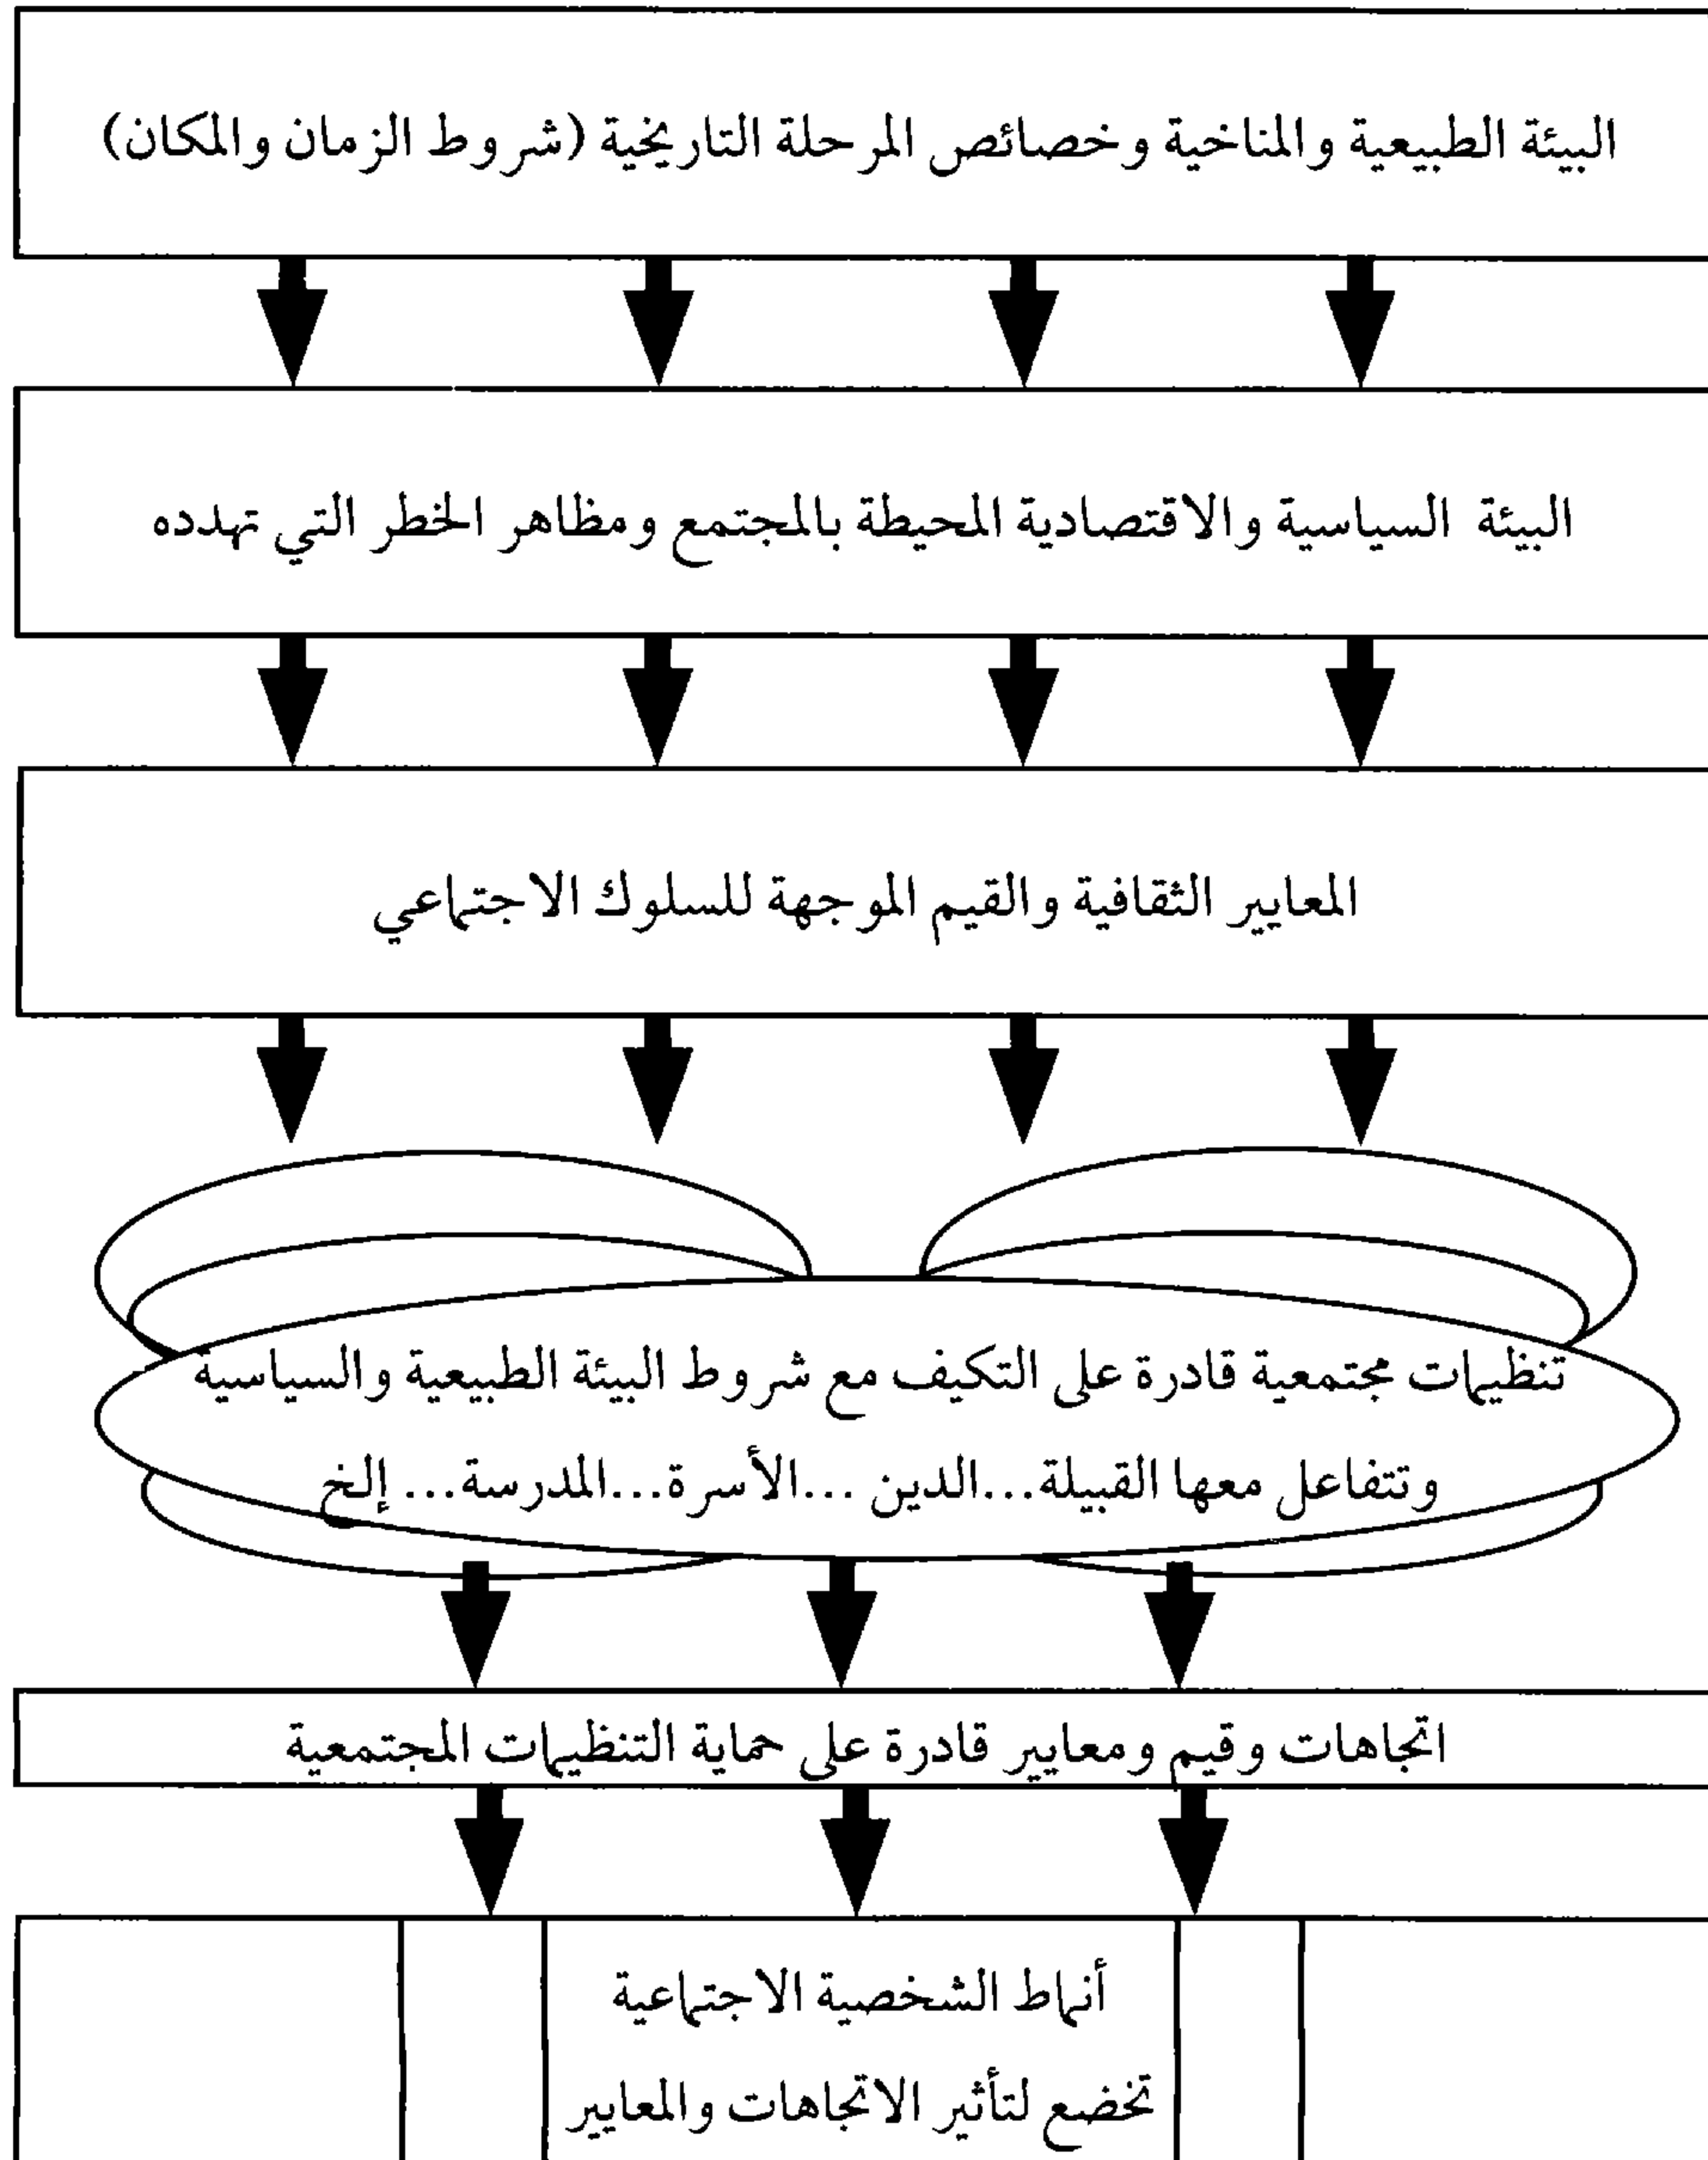 البيئة الطبيعية والمناخية وخصائص المرحلة التاريخية (شروط الزمان والمكان)
البيئة السياسية والاقتصادية المحيطة بالمجتمع ومظاهر الخطر التي تهدده
المعايير الثقافية والقيم الموجهة للسلوك الاجتماعي
تنظيمات مجتمعية قادرة على التكيف مع شروط البيئة الطبيعية والسياسية
وتتفاعل معها القبيلة...الدين ...الأسرة...المدرسة... إلخ
اتجاهات وقيم ومعايير قادرة على حماية التنظيمات المجتمعية
أنماط الشخصية الاجتماعية
تخضع لتأثير الاتجاهات والمعايير